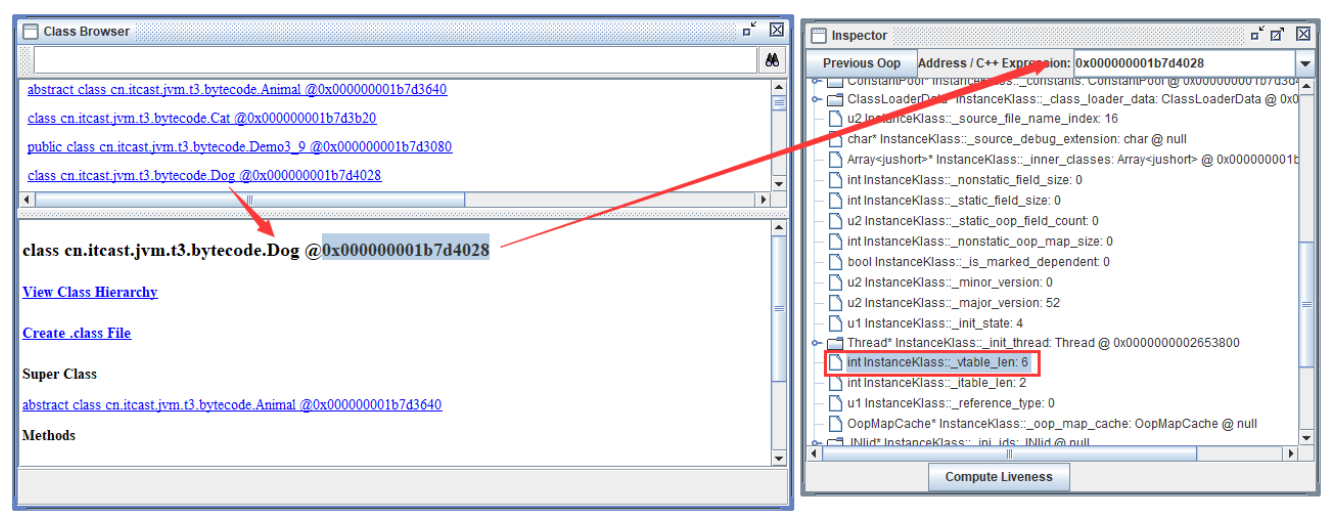 Class Browser
abstract class cn.itcast.jvm.t3.bytecode.Animal @0x000000001b7d3640
class cn.itcast.jvm.t3.bytecode.Cat @0x000000001b7d3b20
public class cn.itcast.jvm.t3.bytecode.Demo3_9 @0x000000001b7d3080
class cn.itcast.jvm.t3.bytecode.Dog @0x000000001b7d4028
class cn.itcast.jvm.t3.bytecode.Dog @0x000000001b7d4028
View Class Hierarchy
Create .class File
Super Class
abstract class cn.itcast.jvm.t3.bytecode.Animal @0x000000001b7d3640
Methods
Inspector
Previous Oop Address / C++ Expression: 0x000000001b7d4028
ConstantPool* InstanceKlass::_constants: ConstantPool @ 0x000000001b7d30
ClassLoaderData* InstanceKlass::_class_loader_data: ClassLoaderData @ 0x0
u2 InstanceKlass::_source_file_name_index: 16
char* InstanceKlass::_source_debug_extension: char @ null
Array<jushort>* InstanceKlass::_inner_classes: Array<jushort> @ 0x000000001b
int InstanceKlass::_nonstatic_field_size: 0
int InstanceKlass::_static_field_size: 0
u2 InstanceKlass::_static_oop_field_count: 0
int InstanceKlass::_nonstatic_oop_map_size: 0
bool InstanceKlass::_is_marked_dependent: 0
u2 InstanceKlass::_minor_version: 0
u2 InstanceKlass::_major_version: 52
u1 InstanceKlass::_init_state: 4
Thread* InstanceKlass::_init_thread: Thread @ 0x0000000002653800
int InstanceKlass::_vtable_len: 6
int InstanceKlass::_itable_len: 2
u1 InstanceKlass::_reference_type: 0
OopMapCache* InstanceKlass::_oop_map_cache: OopMapCache @ null
JNIid* InstanceKlass::_jni_ids: JNIid @ null
Compute Liveness